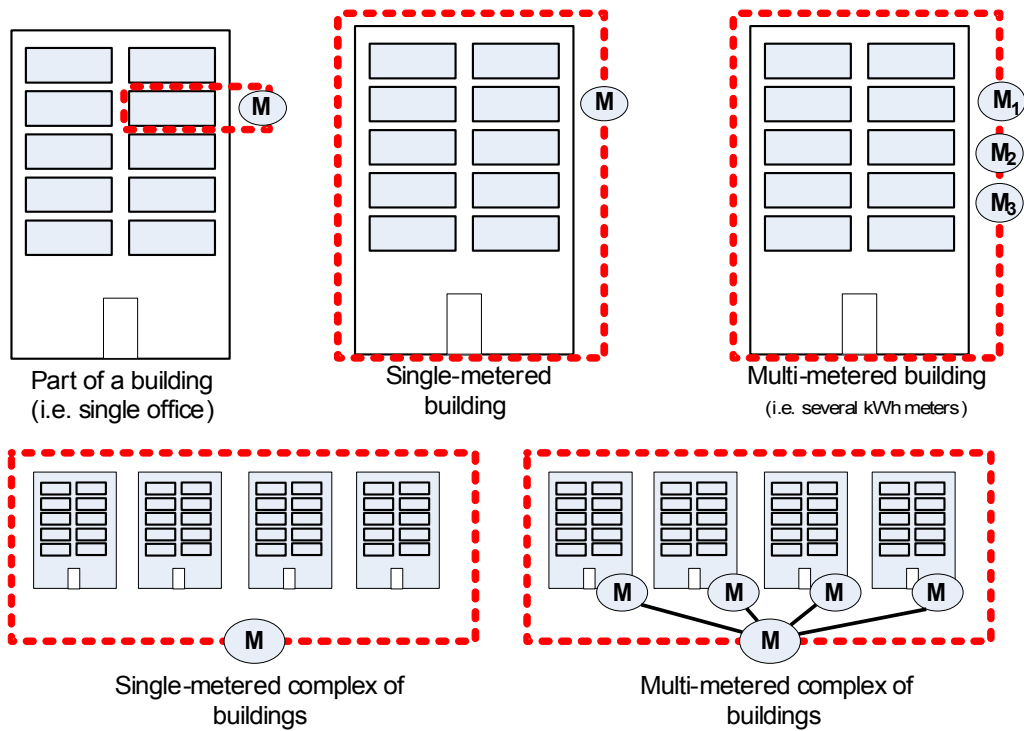 M
M
M₁
M₂
M₃
Part of a building
(i.e. single office)
Single-metered
building
Multi-metered building
(i.e. several kWh meters)
M
M
M
M
M
M
Single-metered complex of
buildings
Multi-metered complex of
buildings